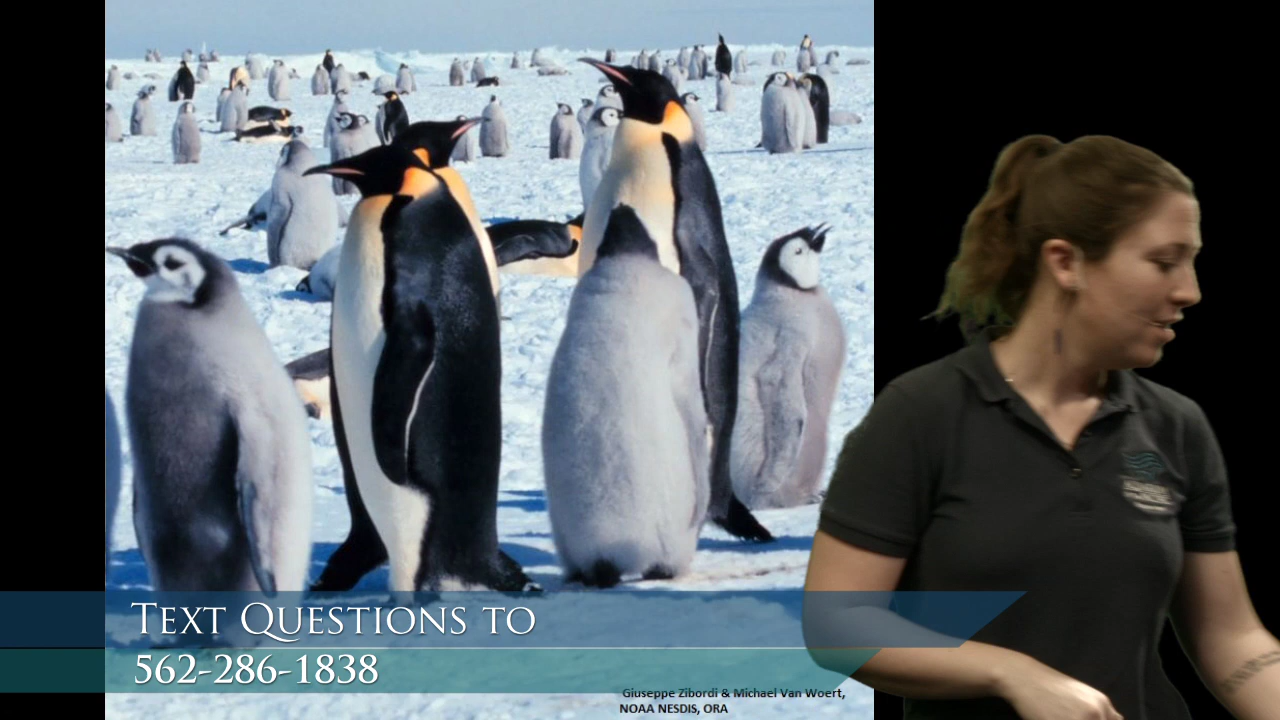 Text Questions to
562-286-1838
Giuseppe Zibordi & Michael Van Woert,
NOAA NESDIS, ORA